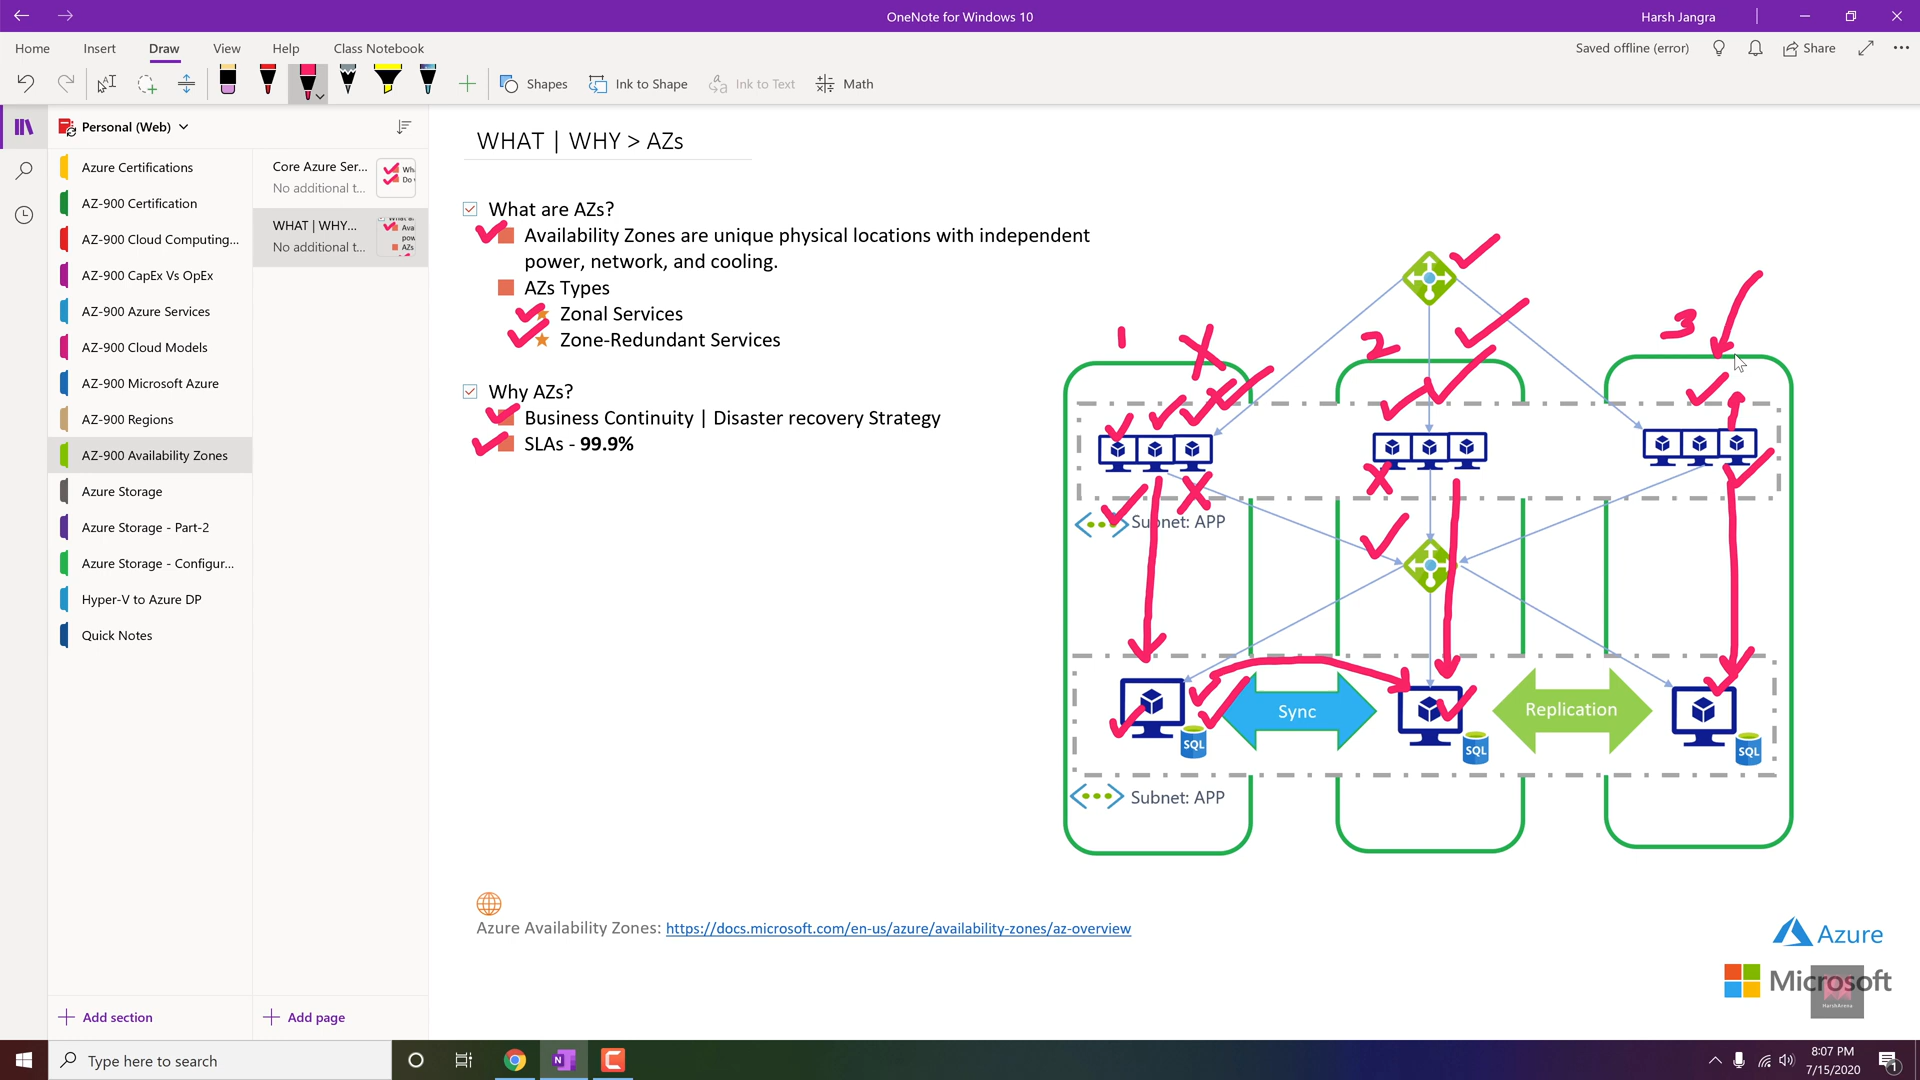 OneNote for Windows 10
Harsh Jangra
Home Insert Draw View Help Class Notebook
Saved offline (error) Share
Shapes Ink to Shape Ink to Text Math
Personal (Web)
Azure Certifications
AZ-900 Certification
AZ-900 Cloud Computing...
AZ-900 CapEx Vs OpEx
AZ-900 Azure Services
AZ-900 Cloud Models
AZ-900 Microsoft Azure
AZ-900 Regions
AZ-900 Availability Zones
Azure Storage
Azure Storage - Part-2
Azure Storage - Configur...
Hyper-V to Azure DP
Quick Notes
Add section
Core Azure Ser...
No additional t...
WHAT | WHY...
No additional t...
Add page
WHAT | WHY > AZs
What are AZs?
Availability Zones are unique physical locations with independent
power, network, and cooling.
AZs Types
Zonal Services
Zone-Redundant Services
Why AZs?
Business Continuity | Disaster recovery Strategy
SLAs - 99.9%
1 2 3
Subnet: APP
Sync
Replication
SQL SQL SQL
Subnet: APP
Azure Availability Zones: https://docs.microsoft.com/en-us/azure/availability-zones/az-overview
Azure
Microsoft
HarshArena
Type here to search
8:07 PM
7/15/2020
1